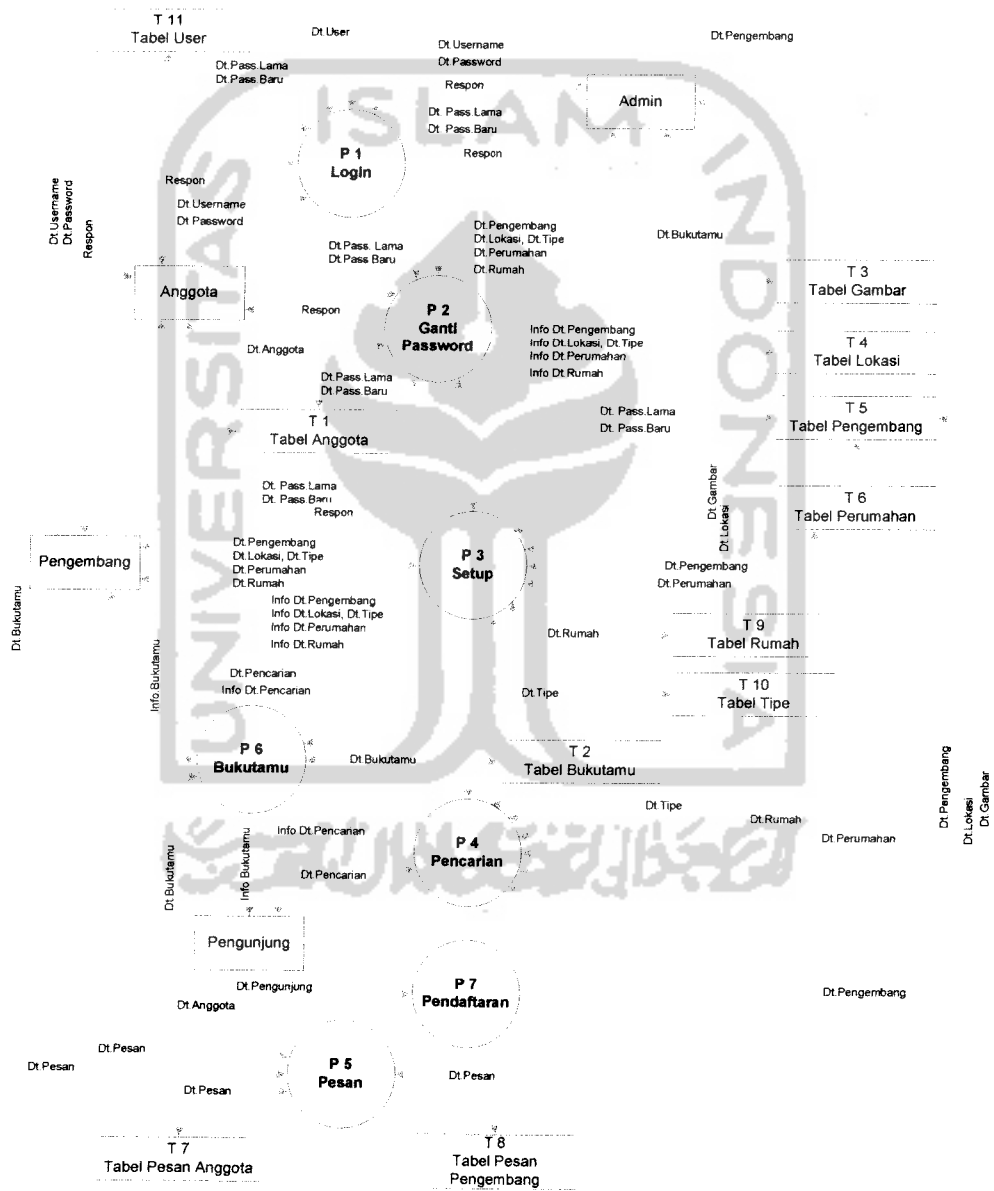 T 11
Tabel User
Dt.User
Dt.Username
Dt.Password
Respon
Dt.Pengembang
Dt.Pass.Lama
Dt.Pass.Baru
Admin
Dt. Pass.Lama
Dt. Pass.Baru
Respon
ISLAM
UNIVERSITAS
INDONESIA
P 1
Login
Respon
Dt.Username
Dt.Password
Dt.Username
Dt.Password
Respon
Dt.Pass. Lama
Dt.Pass Baru
Dt.Pengembang
Dt.Lokasi, Dt.Tipe
Dt.Perumahan
Dt.Rumah
Dt.Bukutamu
Anggota
T 3
Tabel Gambar
P 2
Ganti
Password
Respon
Info Dt.Pengembang
Info Dt.Lokasi, Dt.Tipe
Info Dt.Perumahan
Info Dt.Rumah
T 4
Tabel Lokasi
Dt.Anggota
Dt.Pass.Lama
Dt.Pass.Baru
T 1
Tabel Anggota
Dt. Pass.Lama
Dt. Pass.Baru
T 5
Tabel Pengembang
Dt. Pass.Lama
Dt. Pass.Baru
Respon
Dt.Gambar
Dt.Lokasi
T 6
Tabel Perumahan
Pengembang
Dt.Pengembang
Dt.Lokasi, Dt.Tipe
Dt.Perumahan
Dt.Rumah
P 3
Setup
Dt.Pengembang
Dt.Perumahan
Info Dt.Pengembang
Info Dt.Lokasi, Dt.Tipe
Info Dt.Perumahan
Info Dt.Rumah
Dt.Bukutamu
Dt.Rumah
T 9
Tabel Rumah
Info Bukutamu
Dt.Pencarian
Info Dt.Pencarian
Dt.Tipe
T 10
Tabel Tipe
P 6
Bukutamu
Dt.Bukutamu
T 2
Tabel Bukutamu
Dt.Pengembang
Dt.Lokasi
Dt.Gambar
Dt.Tipe
Dt.Rumah
Dt.Perumahan
Info Dt.Pencarian
Dt.Pencarian
P 4
Pencarian
Dt.Bukutamu
Info Bukutamu
Pengunjung
Dt.Pengunjung
Dt.Anggota
P 7
Pendaftaran
Dt.Pengembang
Dt.Pesan
Dt.Pesan
Dt.Pesan
P 5
Pesan
Dt.Pesan
T 7
Tabel Pesan Anggota
T 8
Tabel Pesan
Pengembang